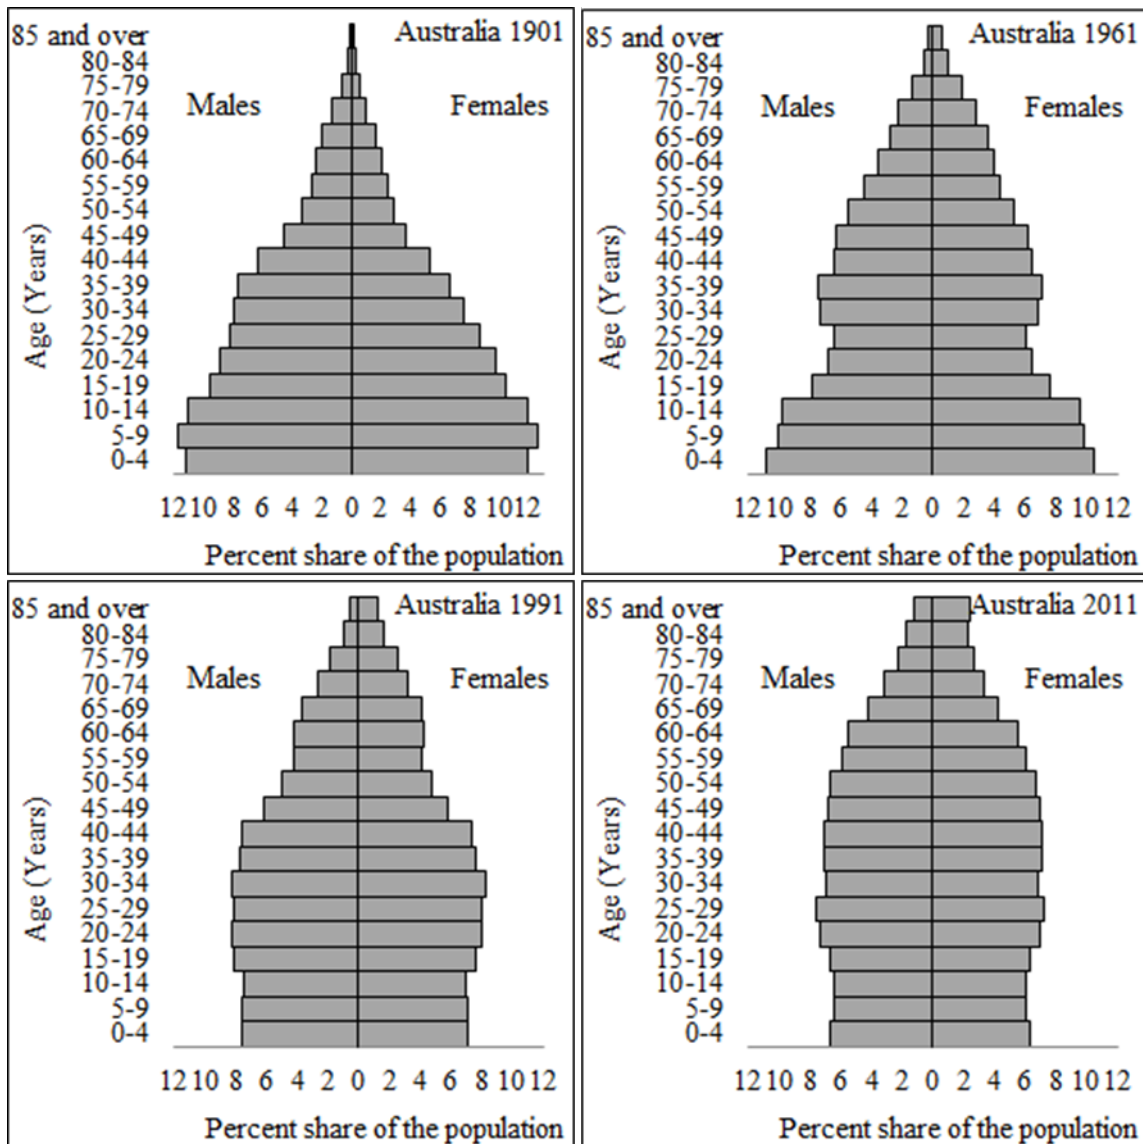 Australia 1901
85 and over
80-84
75-79
70-74
65-69
60-64
55-59
50-54
45-49
40-44
35-39
30-34
25-29
20-24
15-19
10-14
5-9
0-4
Males
Females
Age (Years)
12 10 8 6 4 2 0 2 4 6 8 10 12
Percent share of the population
Australia 1961
85 and over
80-84
75-79
70-74
65-69
60-64
55-59
50-54
45-49
40-44
35-39
30-34
25-29
20-24
15-19
10-14
5-9
0-4
Males
Females
Age (Years)
12 10 8 6 4 2 0 2 4 6 8 10 12
Percent share of the population
Australia 1991
85 and over
80-84
75-79
70-74
65-69
60-64
55-59
50-54
45-49
40-44
35-39
30-34
25-29
20-24
15-19
10-14
5-9
0-4
Males
Females
Age (Years)
12 10 8 6 4 2 0 2 4 6 8 10 12
Percent share of the population
Australia 2011
85 and over
80-84
75-79
70-74
65-69
60-64
55-59
50-54
45-49
40-44
35-39
30-34
25-29
20-24
15-19
10-14
5-9
0-4
Males
Females
Age (Years)
12 10 8 6 4 2 0 2 4 6 8 10 12
Percent share of the population